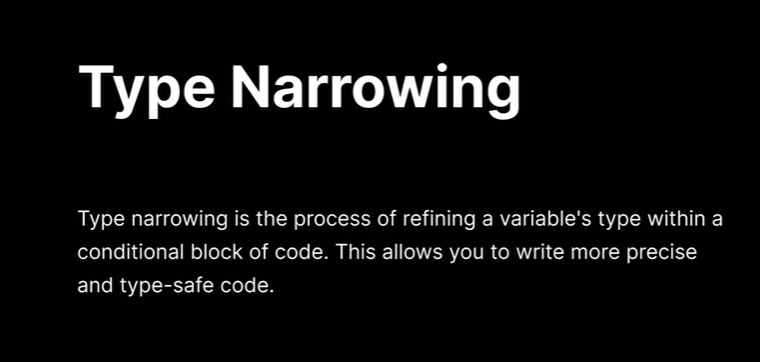 Type Narrowing
Type narrowing is the process of refining a variable's type within a
conditional block of code. This allows you to write more precise
and type-safe code.